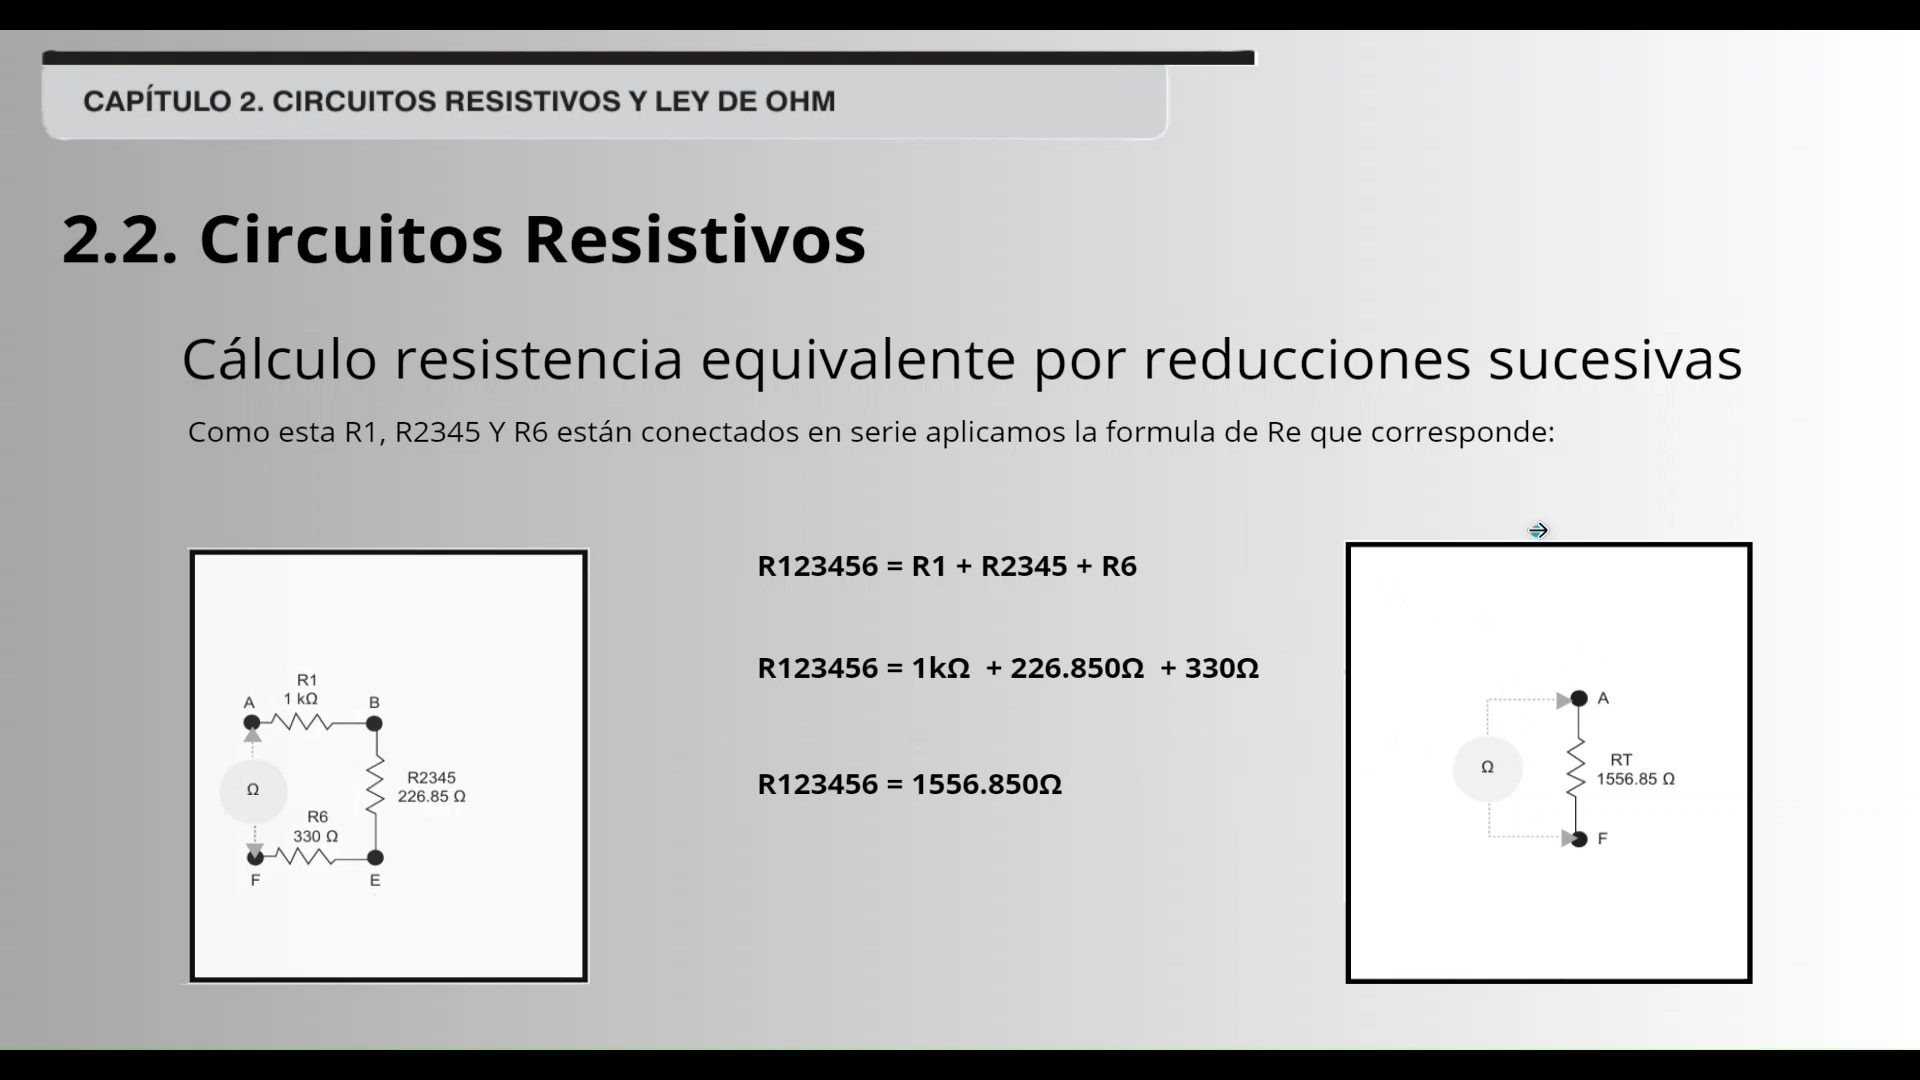 CAPÍTULO 2. CIRCUITOS RESISTIVOS Y LEY DE OHM
2.2. Circuitos Resistivos
Cálculo resistencia equivalente por reducciones sucesivas
Como esta R1, R2345 Y R6 están conectados en serie aplicamos la formula de Re que corresponde:
R1
1 kΩ
A
B
Ω
R2345
226.85 Ω
R6
330 Ω
F
E
R123456 = R1 + R2345 + R6
R123456 = 1kΩ + 226.850Ω + 330Ω
R123456 = 1556.850Ω
A
Ω
RT
1556.85 Ω
F